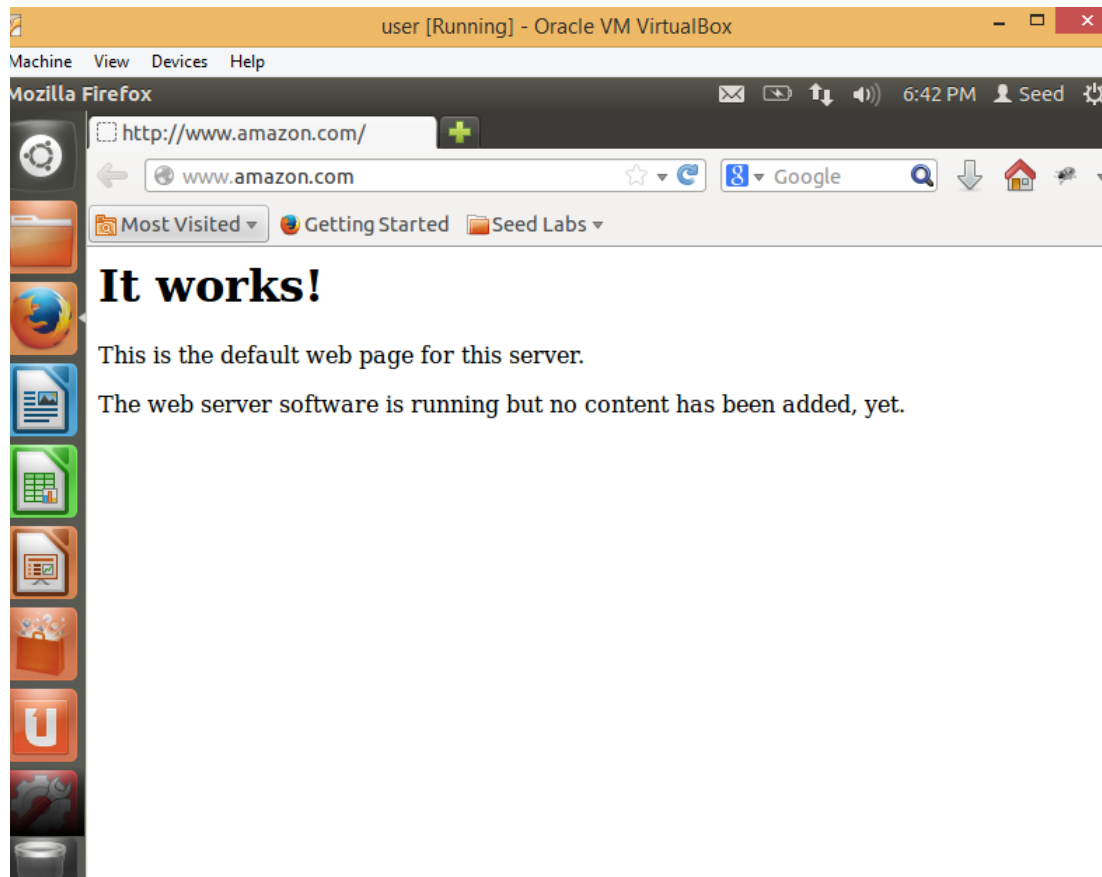 user [Running] - Oracle VM VirtualBox
Machine View Devices Help
Mozilla Firefox 6:42 PM Seed
http://www.amazon.com/
www.amazon.com 8 Google
Most Visited Getting Started Seed Labs
It works!
This is the default web page for this server.
The web server software is running but no content has been added, yet.